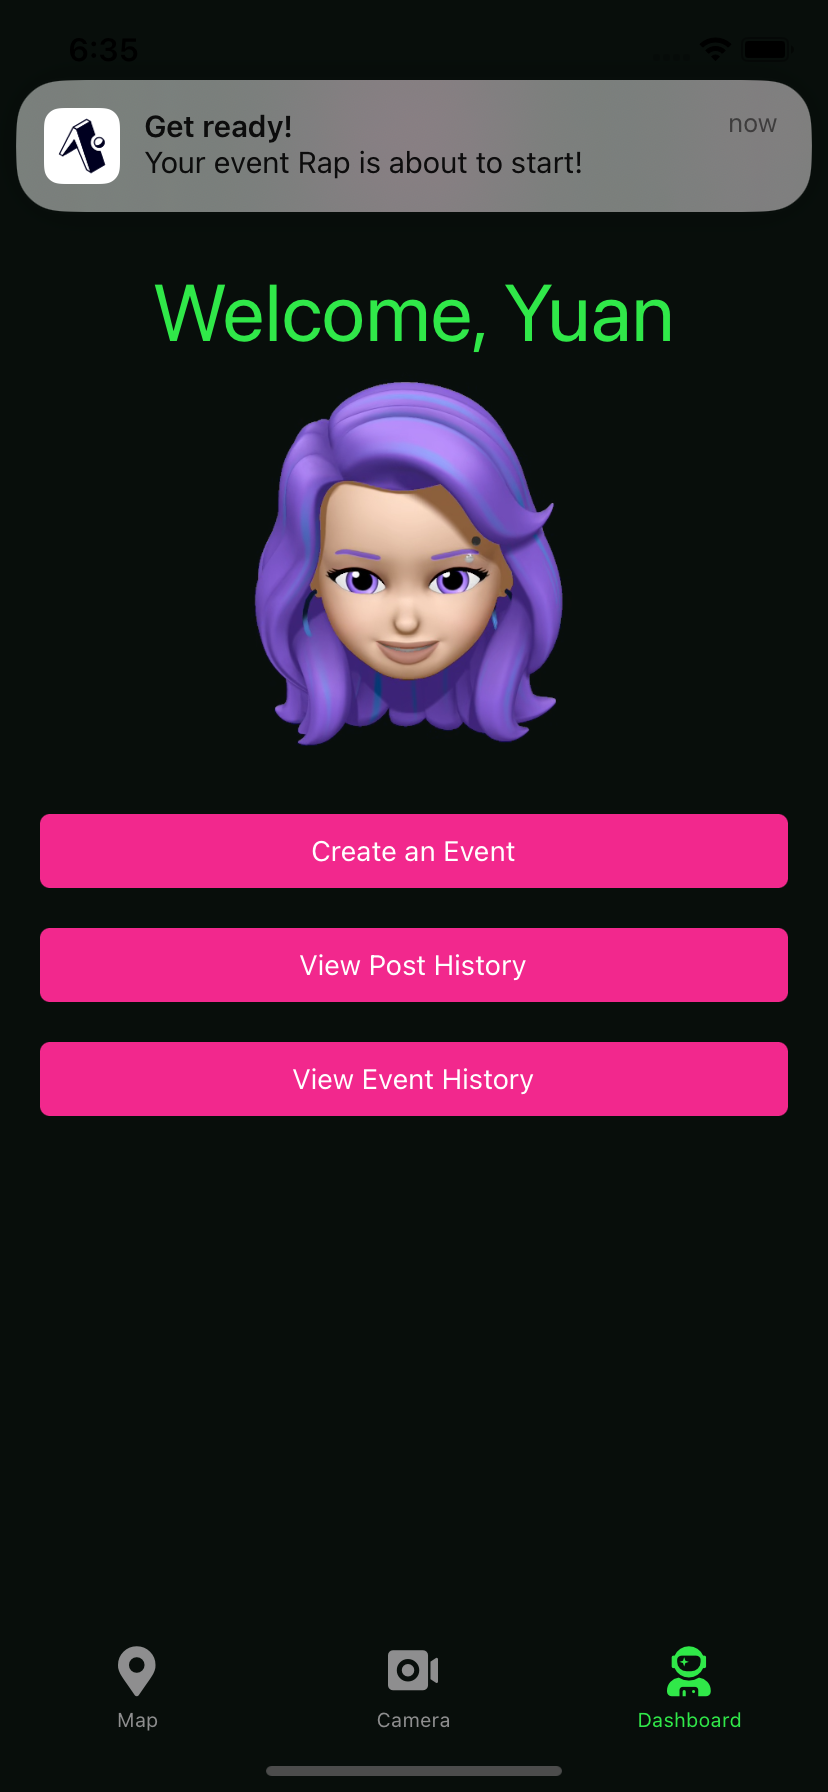 6:35
Get ready!
now
Your event Rap is about to start!
Welcome, Yuan
Create an Event
View Post History
View Event History
Map
Camera
Dashboard